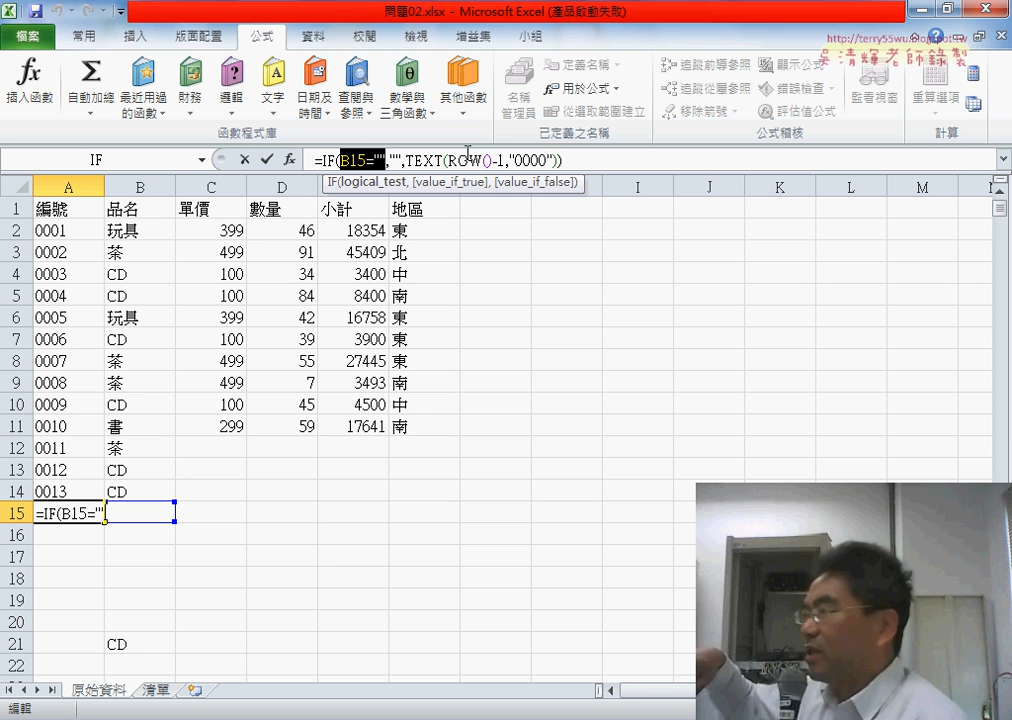 問題02.xlsx - Microsoft Excel (產品啟動失敗)
檔案 常用 插入 版面配置 公式 資料 校閱 檢視 增益集 小組
http://terry55wu.blogspot.tw
吳清輝老師錄製
插入函數 自動加總 最近用過的函數 財務 邏輯 文字 日期及時間 查閱與參照 數學與三角函數 其他函數
名稱管理員 定義名稱 用於公式 從選取範圍建立
追蹤前導參照 追蹤從屬參照 移除箭號 顯示公式 錯誤檢查 評估值公式 監看視窗 重算選項
函數程式庫 已定義之名稱 公式稽核 計算
IF =IF(B15="","",TEXT(ROW()-1,"0000"))
IF(logical_test, [value_if_true], [value_if_false])
A B C D H I J K L M
1 編號 品名 單價 數量 小計 地區
2 0001 玩具 399 46 18354 東
3 0002 茶 499 91 45409 北
4 0003 CD 100 34 3400 中
5 0004 CD 100 84 8400 南
6 0005 玩具 399 42 16758 東
7 0006 CD 100 39 3900 東
8 0007 茶 499 55 27445 東
9 0008 茶 499 7 3493 南
10 0009 CD 100 45 4500 中
11 0010 書 299 59 17641 南
12 0011 茶
13 0012 CD
14 0013 CD
15 =IF(B15=""
16
17
18
19
20
21 CD
22
原始資料 清單
編輯